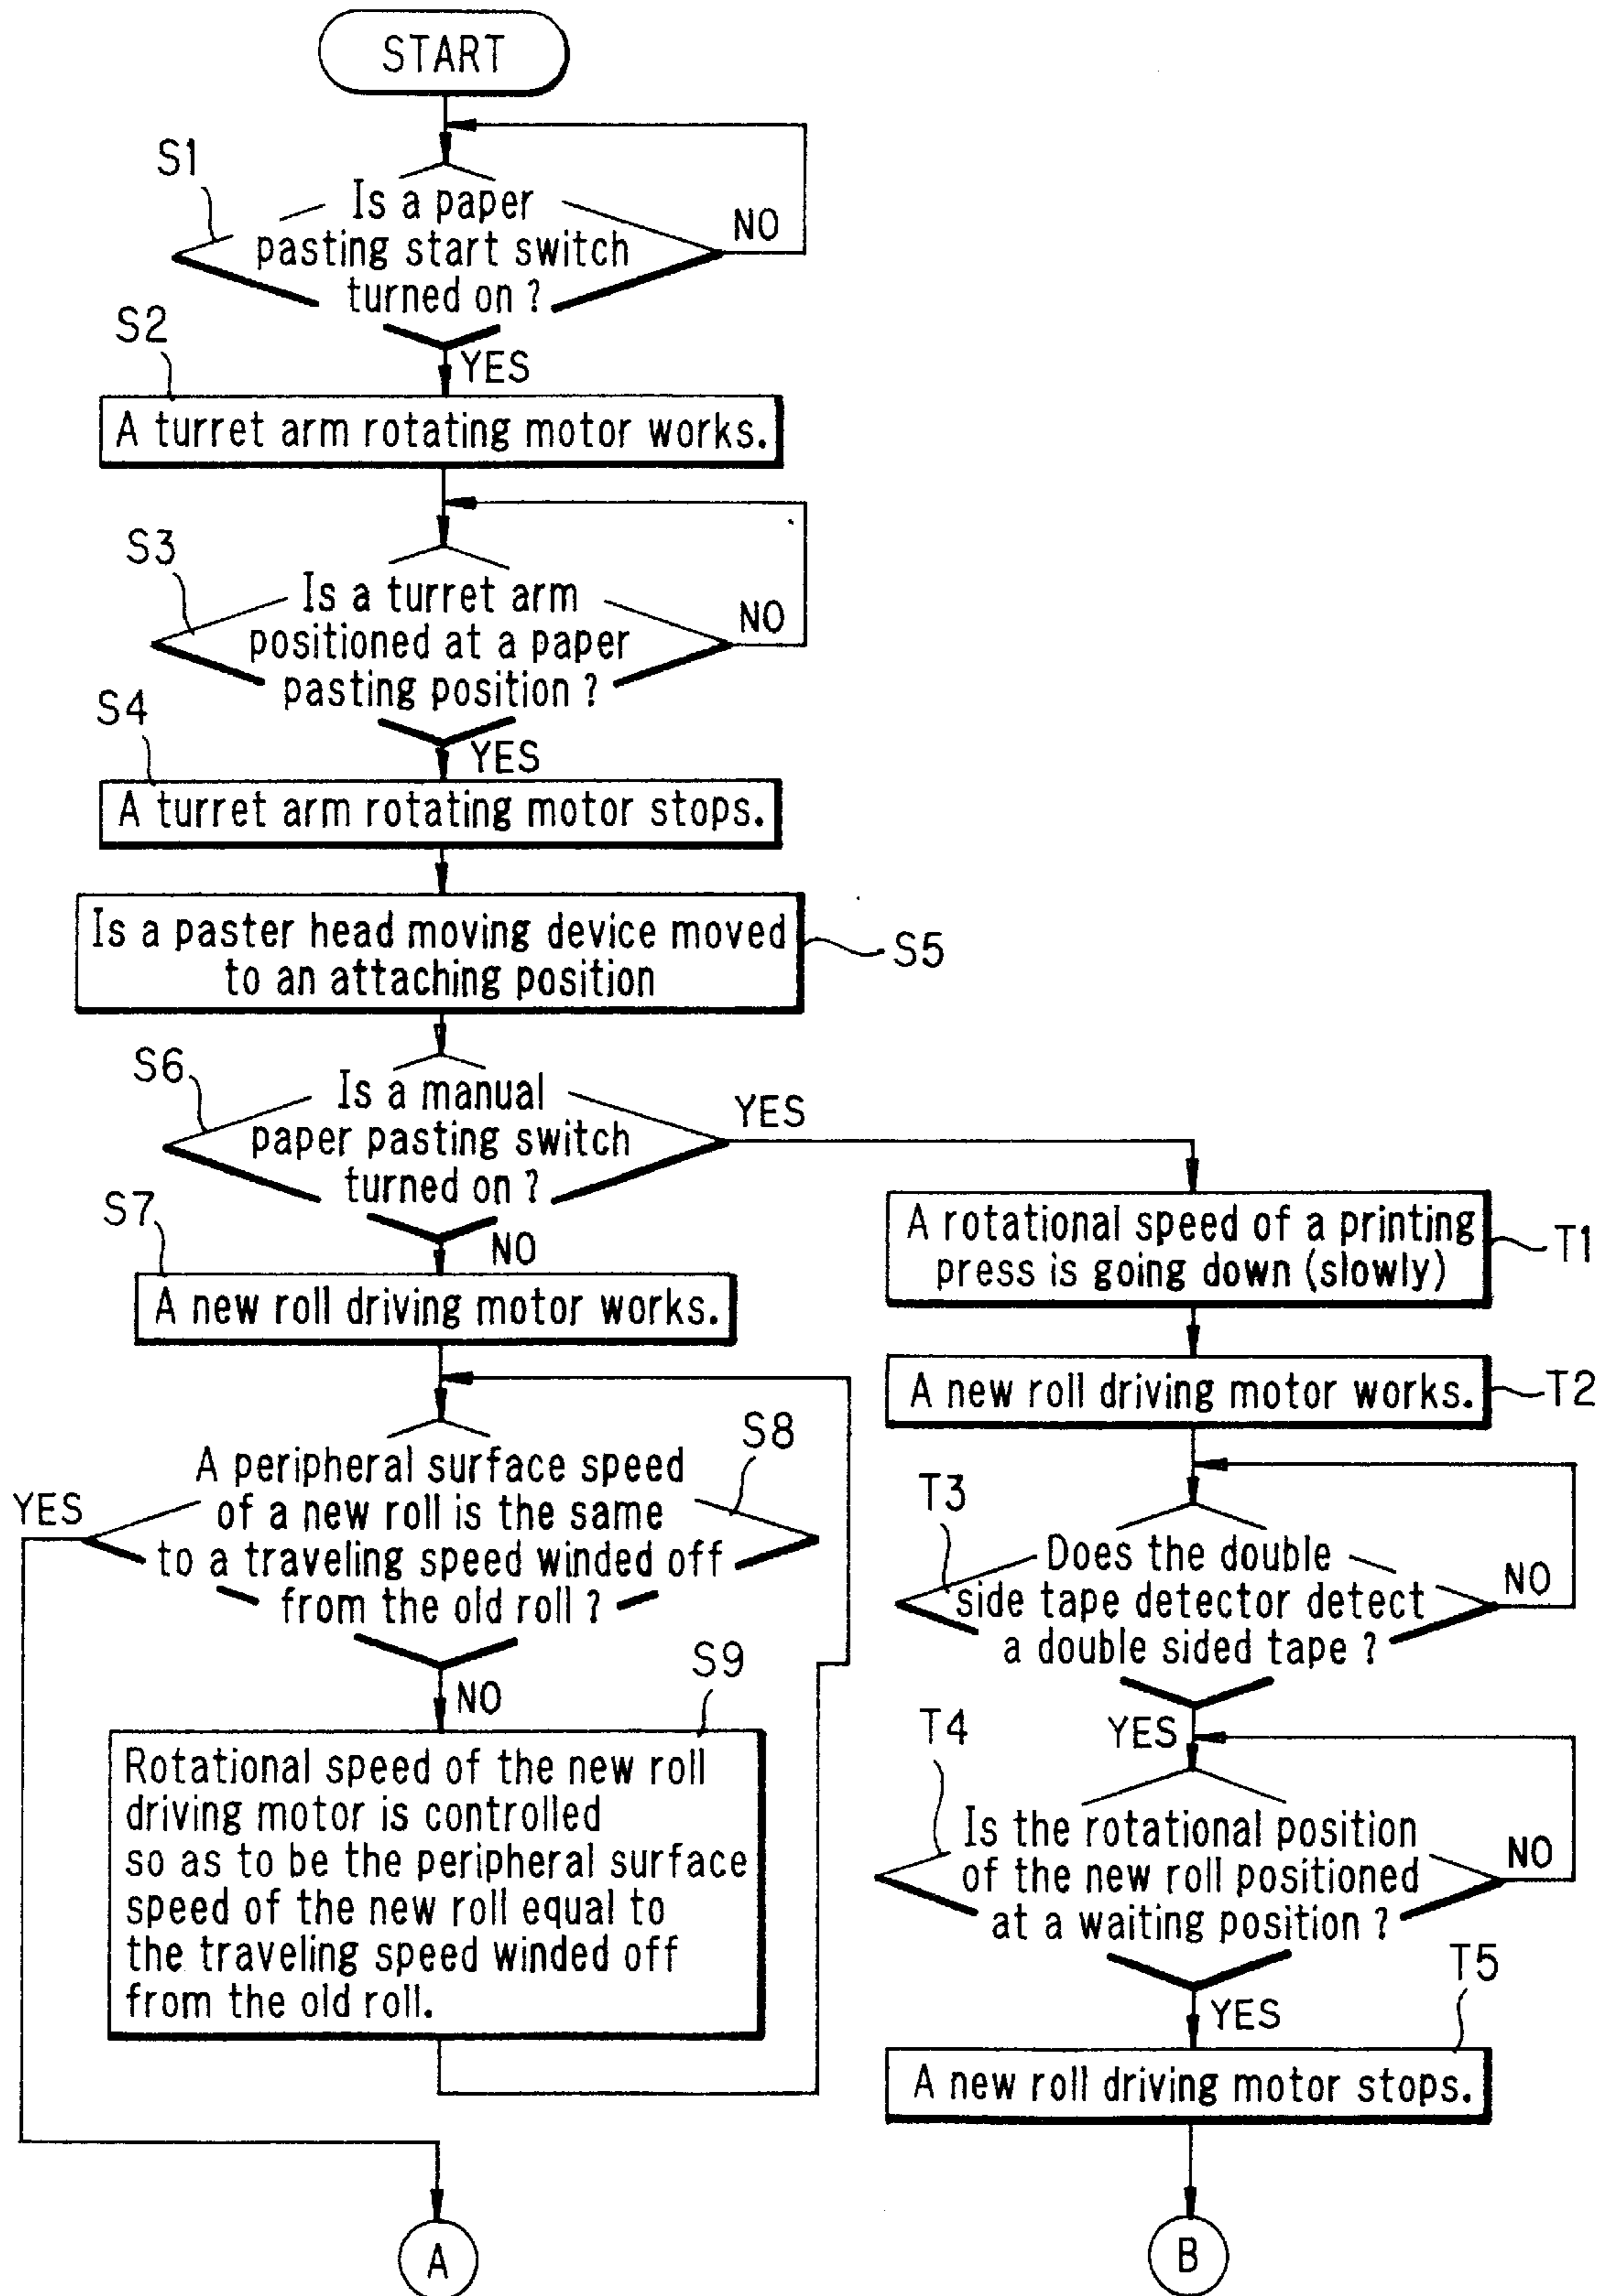 START
S1
Is a paper
pasting start switch
turned on ?
NO
YES
S2
A turret arm rotating motor works.
S3
Is a turret arm
positioned at a paper
pasting position ?
NO
YES
S4
A turret arm rotating motor stops.
Is a paster head moving device moved
to an attaching position
S5
S6
Is a manual
paper pasting switch
turned on ?
YES
NO
S7
A new roll driving motor works.
S8
A peripheral surface speed
of a new roll is the same
to a traveling speed winded off
from the old roll ?
YES
NO
S9
Rotational speed of the new roll
driving motor is controlled
so as to be the peripheral surface
speed of the new roll equal to
the traveling speed winded off
from the old roll.
A
A rotational speed of a printing
press is going down (slowly)
T1
A new roll driving motor works.
T2
T3
Does the double
side tape detector detect
a double sided tape ?
NO
YES
T4
Is the rotational position
of the new roll positioned
at a waiting position ?
NO
YES
T5
A new roll driving motor stops.
B